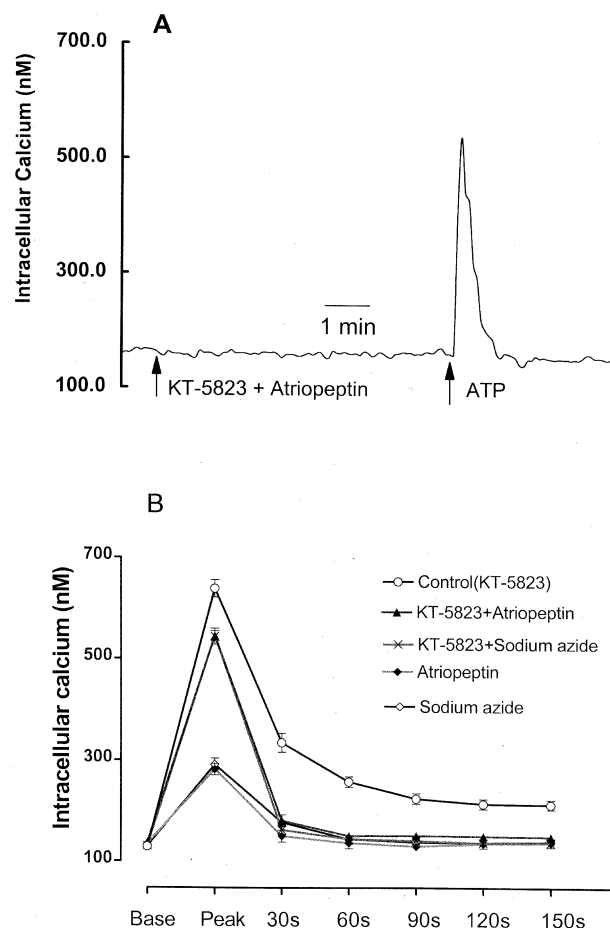 A
Intracellular Calcium (nM)
700.0
500.0
300.0
100.0
1 min
KT-5823 + Atriopeptin
ATP
B
Intracellular calcium (nM)
700
500
300
100
Control(KT-5823)
KT-5823+Atriopeptin
KT-5823+Sodium azide
Atriopeptin
Sodium azide
Base Peak 30s 60s 90s 120s 150s